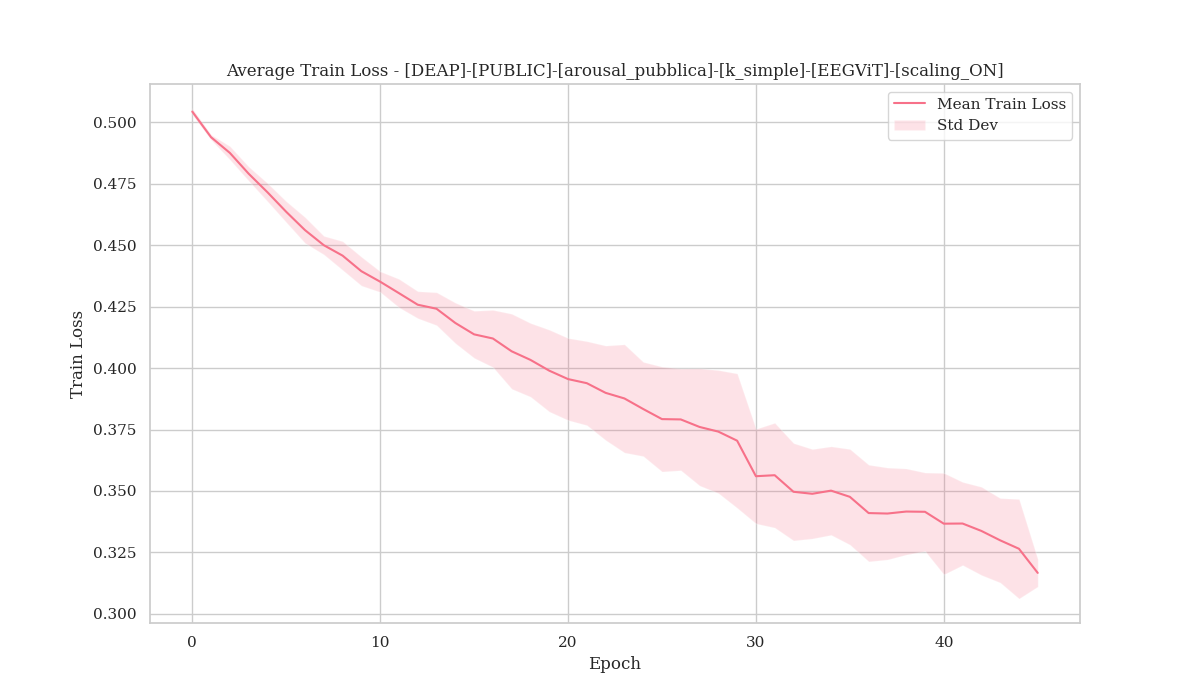 Average Train Loss - [DEAP]-[PUBLIC]-[arousal_pubblica]-[k_simple]-[EEGViT]-[scaling_ON]
Mean Train Loss
Std Dev
0.500
0.475
0.450
0.425
0.400
0.375
0.350
0.325
0.300
Train Loss
0 10 20 30 40
Epoch